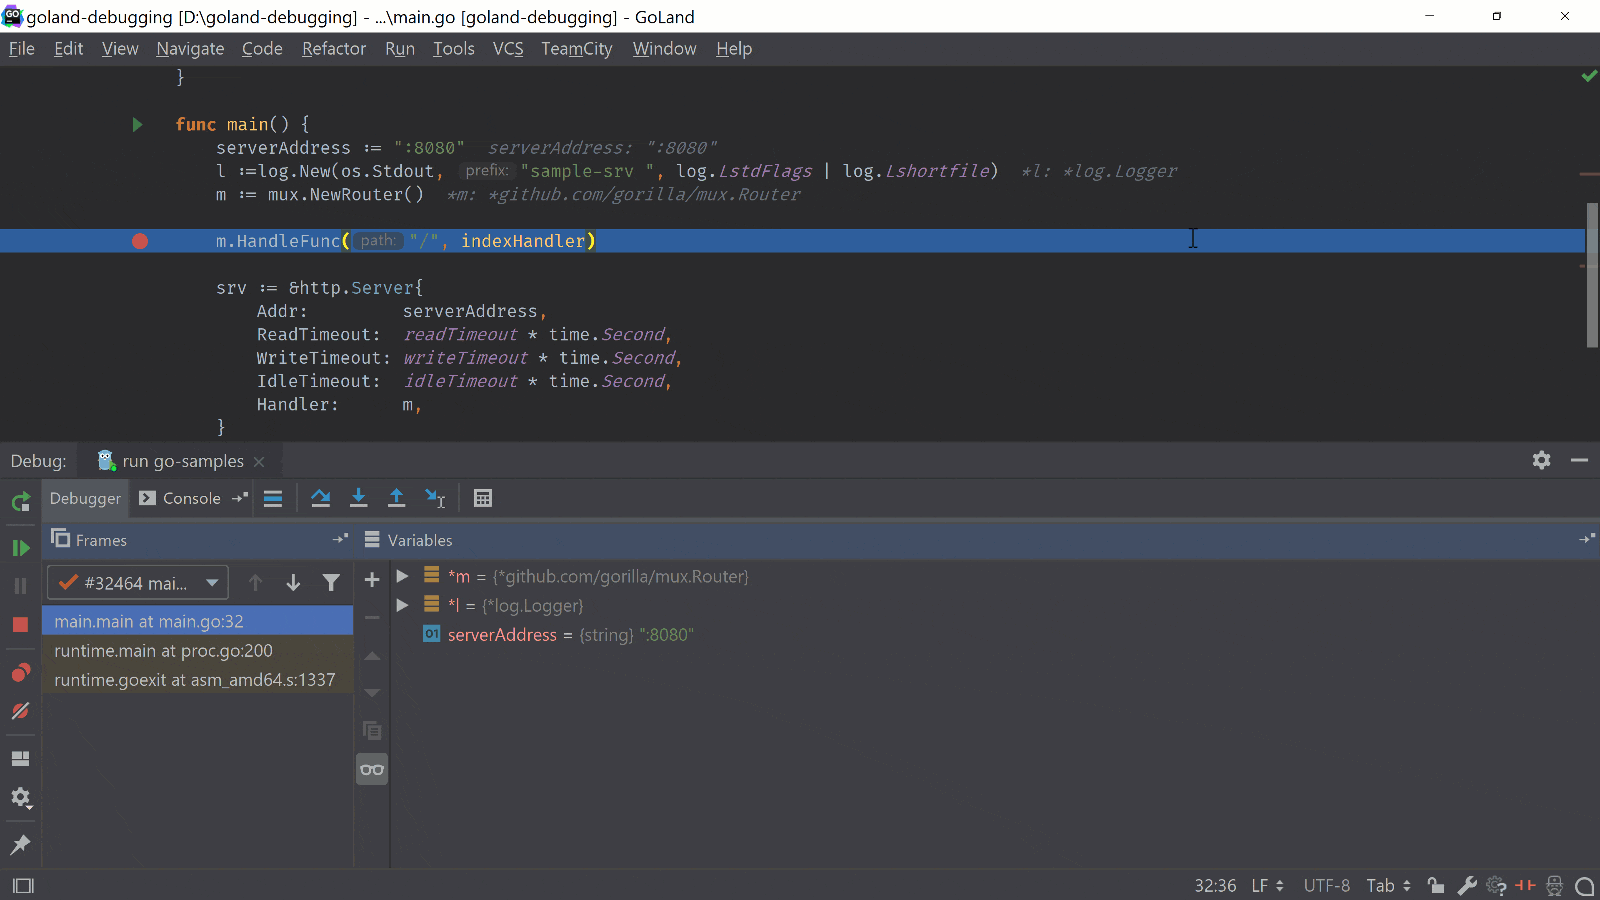 goland-debugging [D:\goland-debugging] - ...\main.go [goland-debugging] - GoLand
File Edit View Navigate Code Refactor Run Tools VCS TeamCity Window Help
}
func main() {
serverAddress := ":8080" serverAddress: ":8080"
l :=log.New(os.Stdout, prefix: "sample-srv ", log.LstdFlags | log.Lshortfile) *l: *log.Logger
m := mux.NewRouter() *m: *github.com/gorilla/mux.Router
m.HandleFunc( path: "/", indexHandler)
srv := &http.Server{
Addr: serverAddress,
ReadTimeout: readTimeout * time.Second,
WriteTimeout: writeTimeout * time.Second,
IdleTimeout: idleTimeout * time.Second,
Handler: m,
}
Debug: run go-samples
Debugger Console
Frames Variables
#32464 mai... *m = {*github.com/gorilla/mux.Router}
*l = {*log.Logger}
main.main at main.go:32 serverAddress = {string} ":8080"
runtime.main at proc.go:200
runtime.goexit at asm_amd64.s:1337
32:36 LF UTF-8 Tab